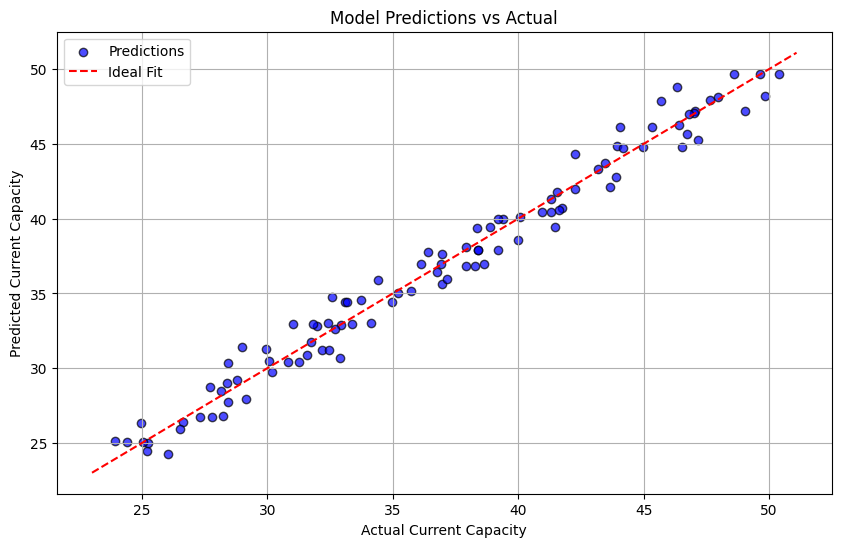 Model Predictions vs Actual
Predictions
Ideal Fit
Predicted Current Capacity
50
45
40
35
30
25
25 30 35 40 45 50
Actual Current Capacity